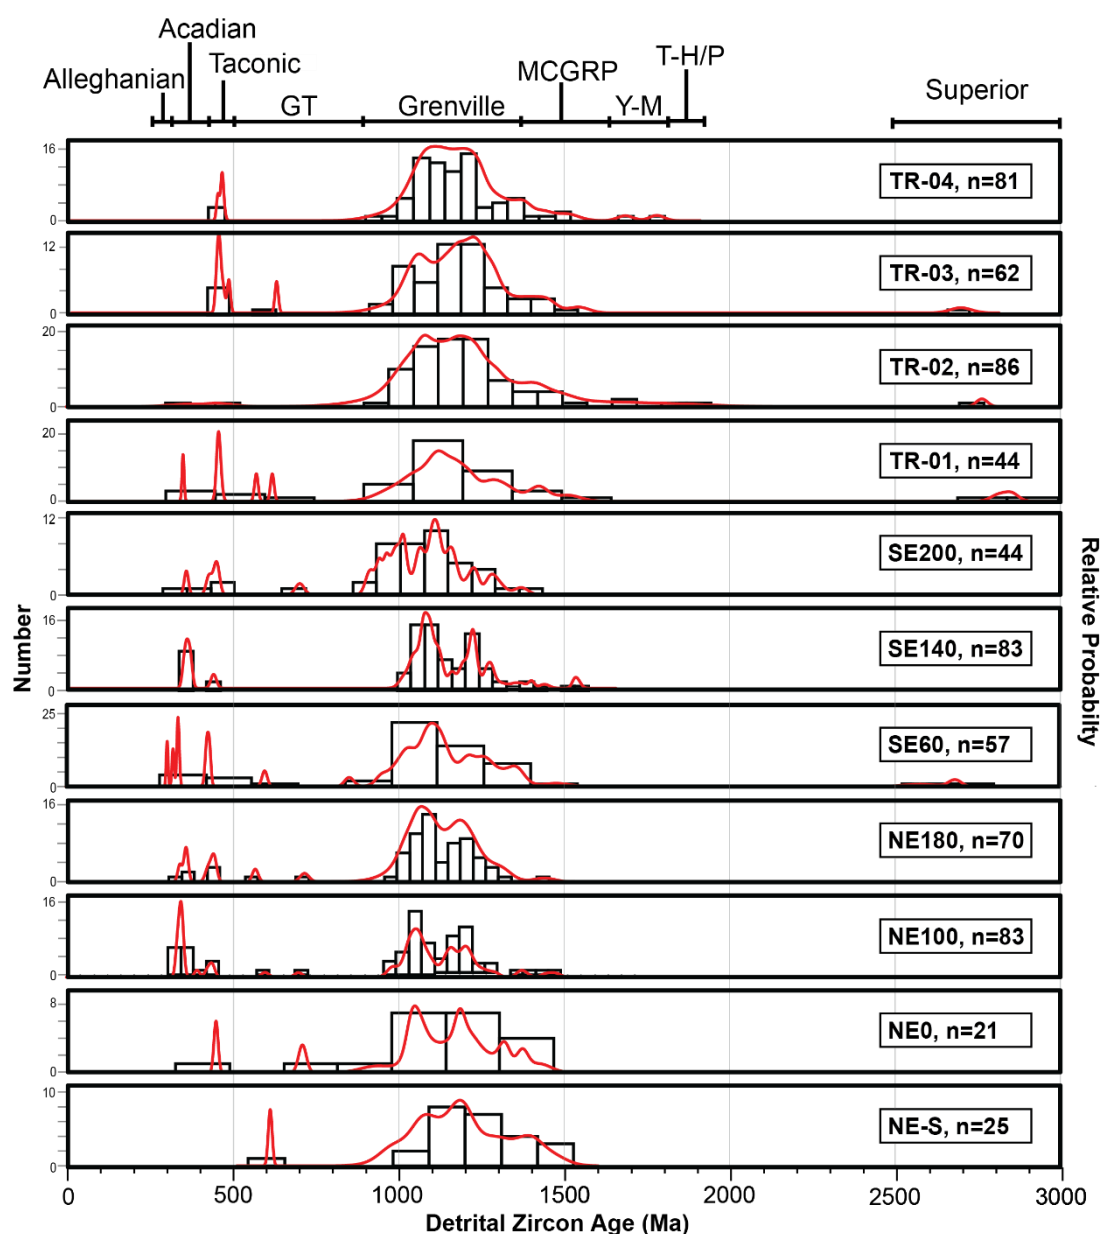 Acadian
T-H/P
Taconic
MCGRP
Alleghanian
Superior
GT
Grenville
Y-M
16
0
TR-04, n=81
12
0
TR-03, n=62
20
0
TR-02, n=86
20
0
TR-01, n=44
12
0
SE200, n=44
16
0
SE140, n=83
25
0
SE60, n=57
16
0
NE180, n=70
16
0
NE100, n=83
8
0
NE0, n=21
10
0
NE-S, n=25
Number
Relative Probabilty
0 500 1000 1500 2000 2500 3000
Detrital Zircon Age (Ma)